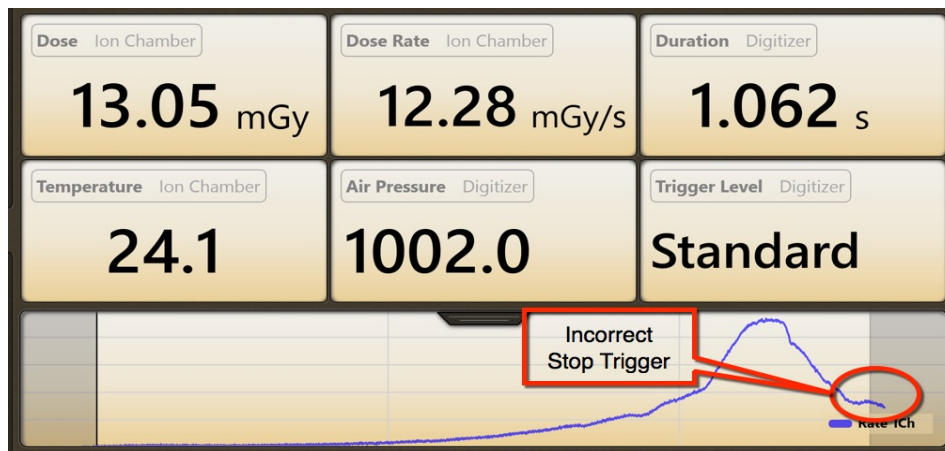 Dose Ion Chamber
13.05 mGy
Dose Rate Ion Chamber
12.28 mGy/s
Duration Digitizer
1.062 s
Temperature Ion Chamber
24.1
Air Pressure Digitizer
1002.0
Trigger Level Digitizer
Standard
Incorrect
Stop Trigger
Rate ICh